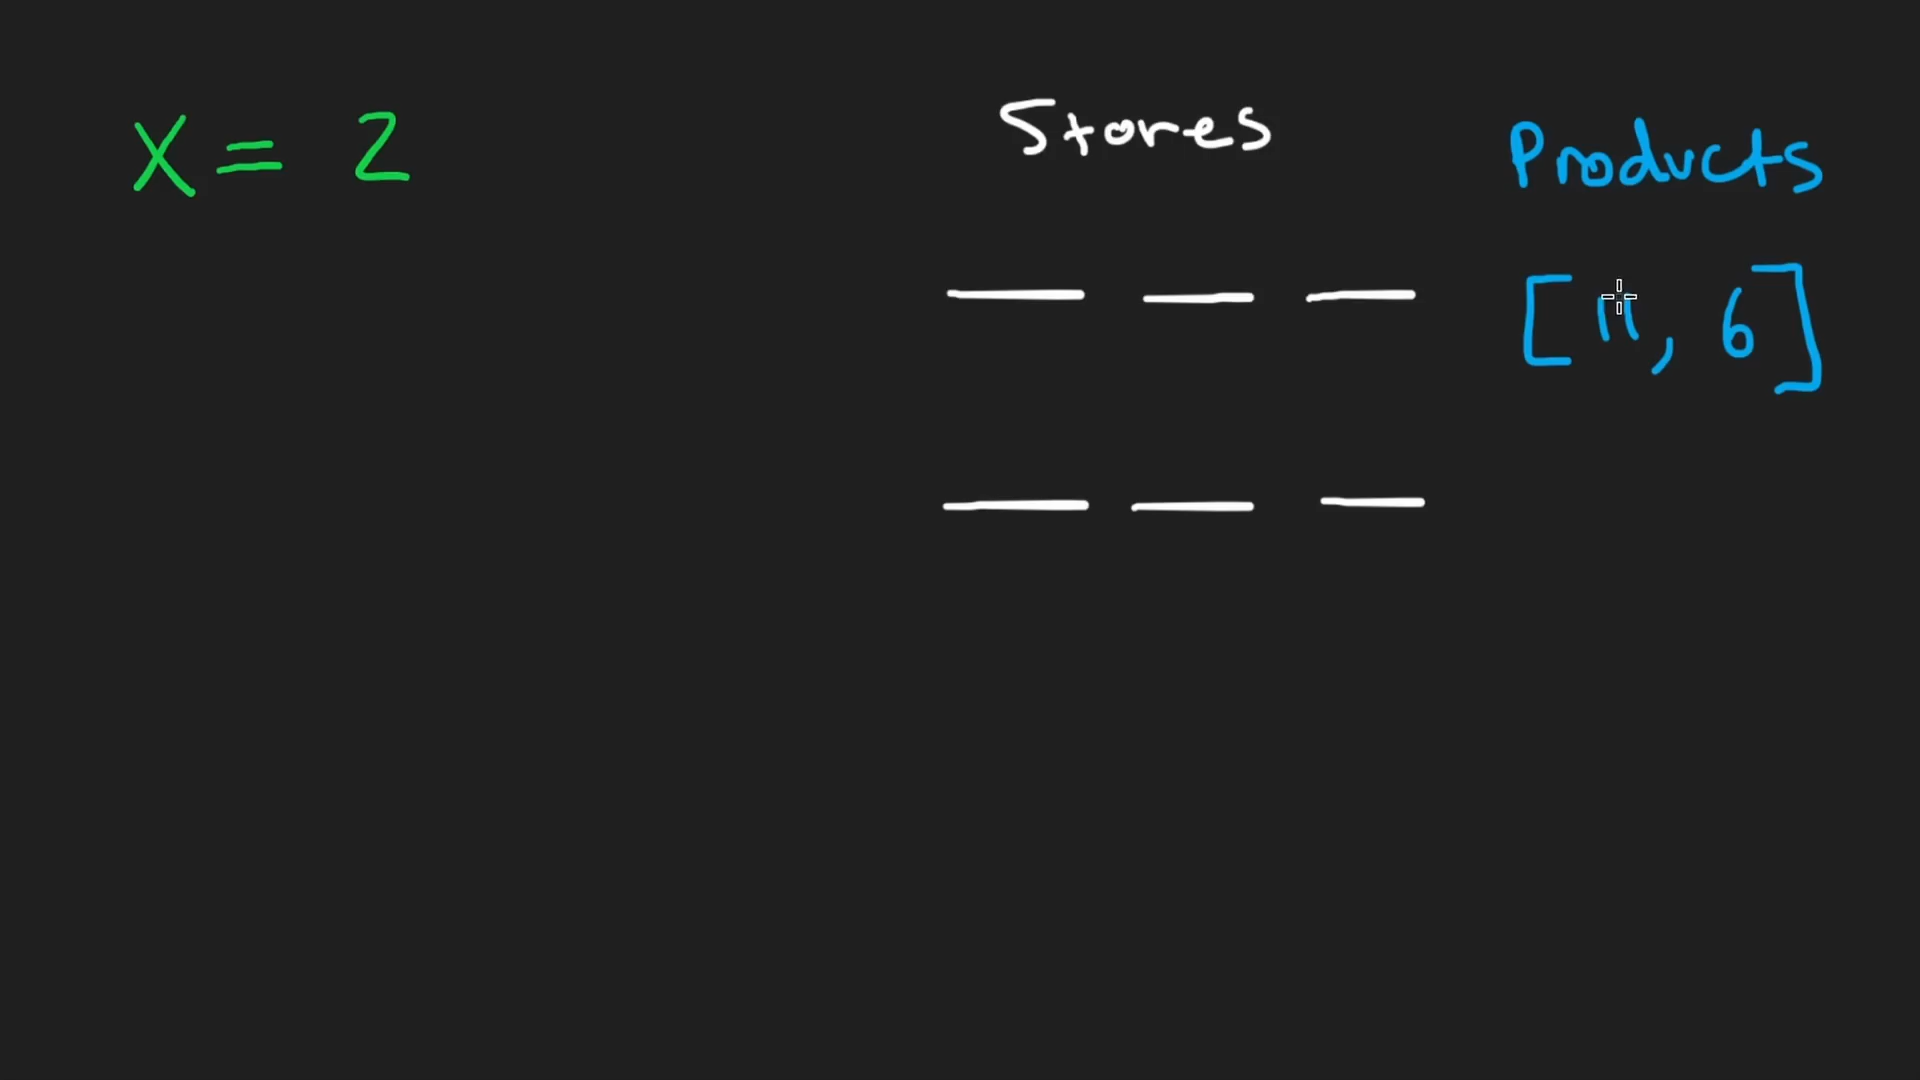 X = 2
Stores
Products
[11, 6]